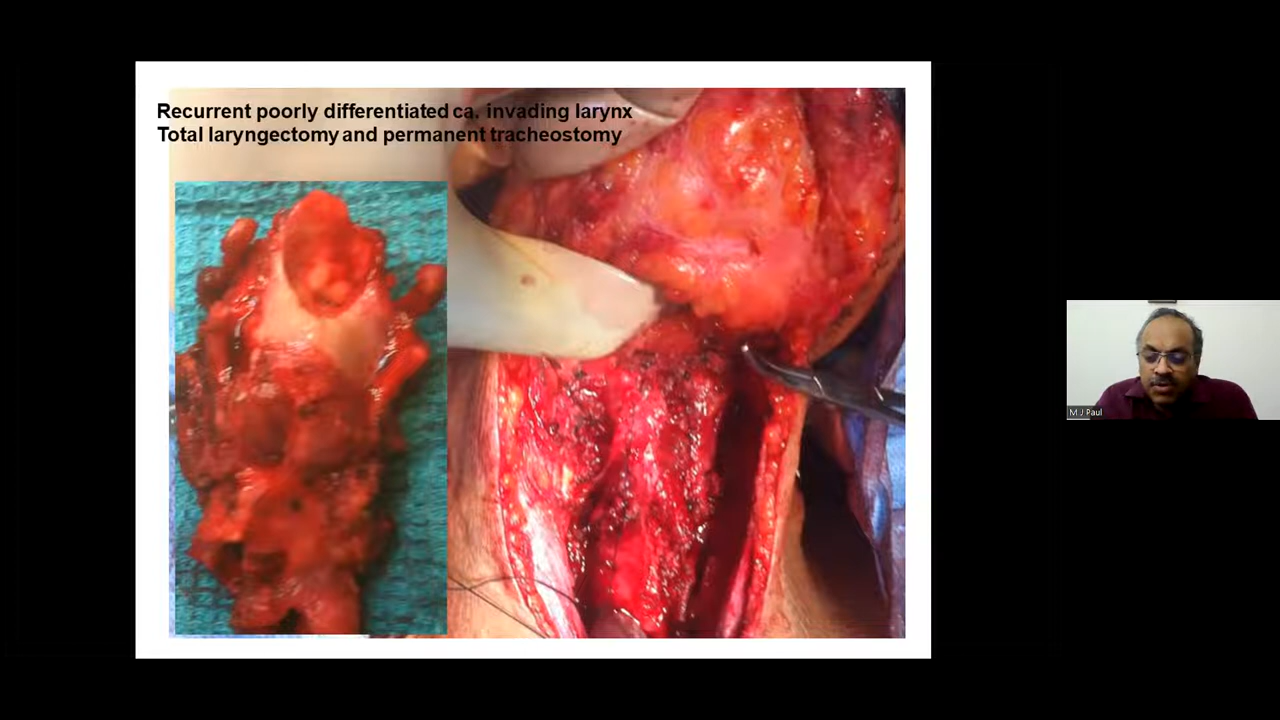 Recurrent poorly differentiated ca. invading larynx
Total laryngectomy and permanent tracheostomy
M J Paul